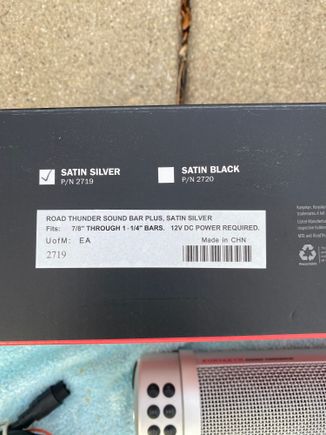 SATIN SILVER
P/N 2719
SATIN BLACK
P/N 2720
ROAD THUNDER SOUND BAR PLUS, SATIN SILVER
Fits: 7/8" THROUGH 1 - 1/4" BARS. 12V DC POWER REQUIRED.
UofM: EA
Made in CHN
2719